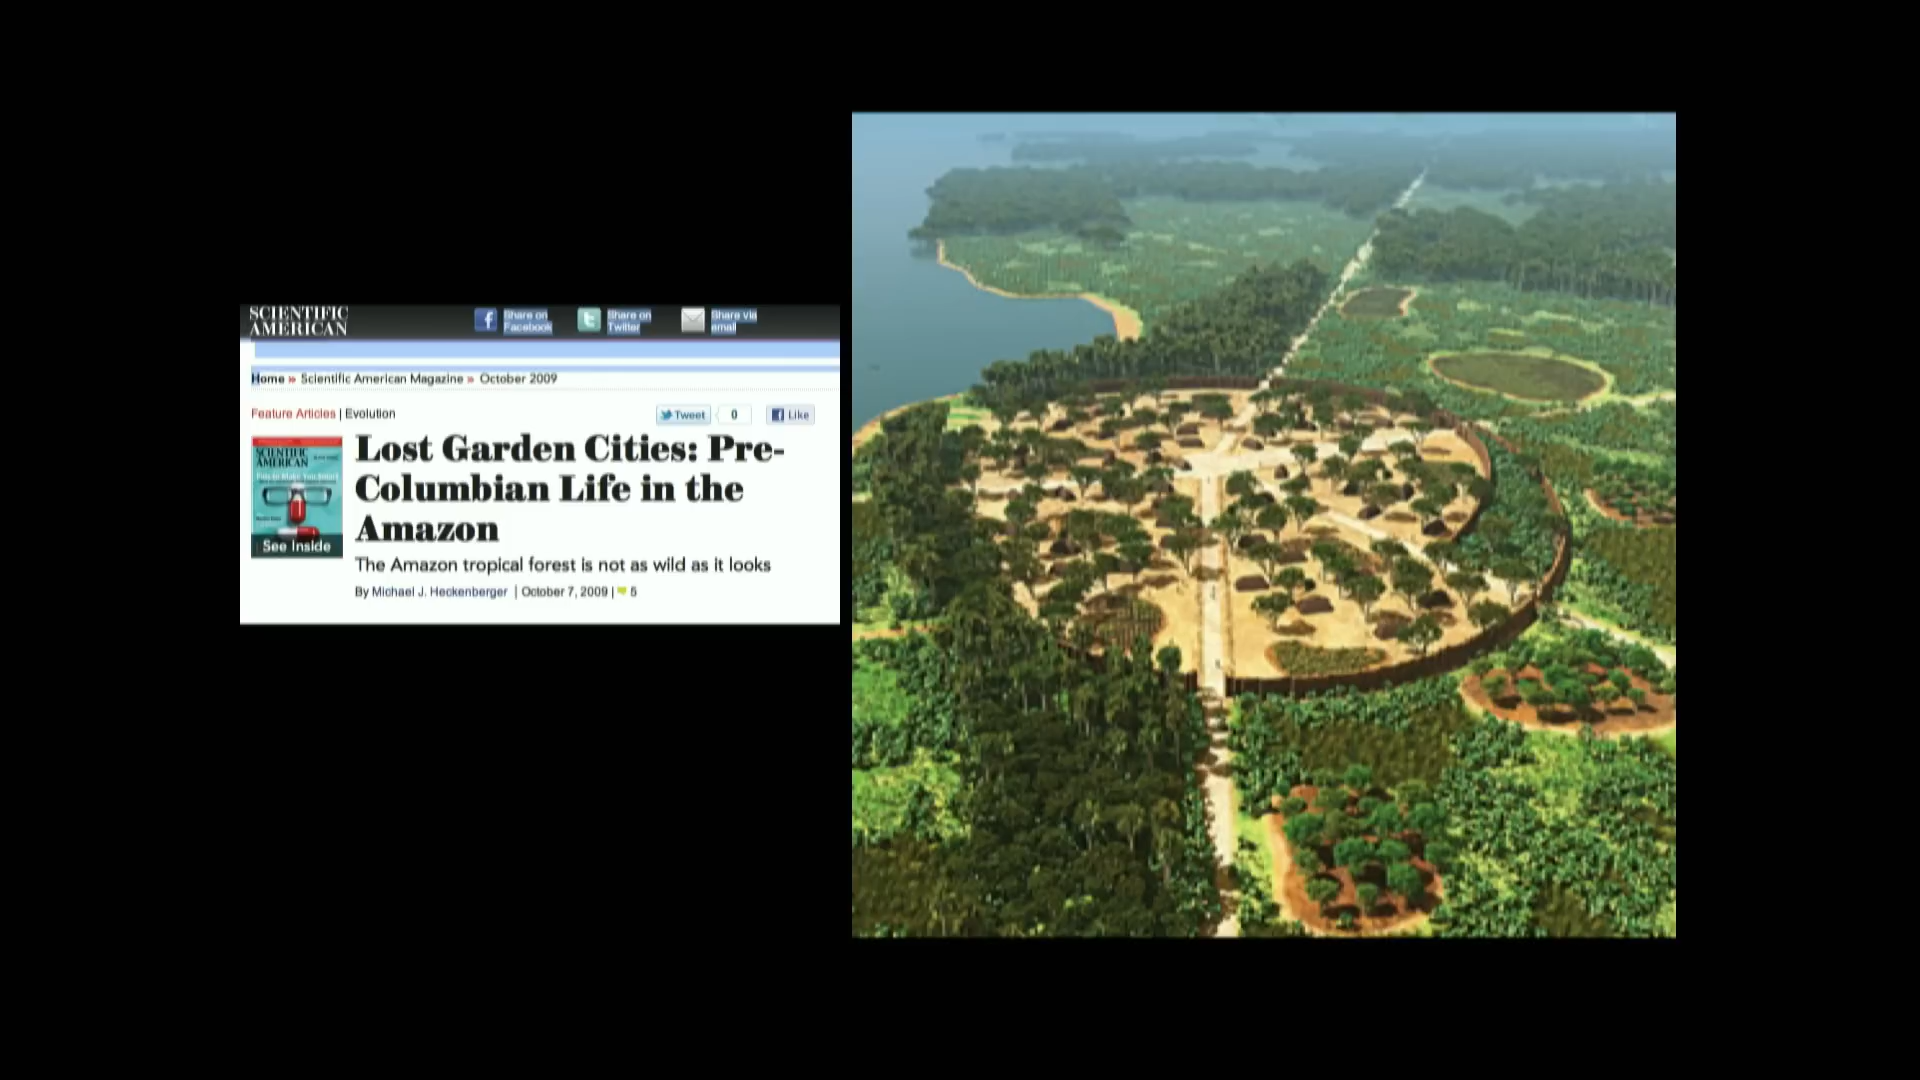 SCIENTIFIC AMERICAN
Share on Facebook
Share on Twitter
Share via email
Home » Scientific American Magazine » October 2009
Feature Articles | Evolution
Tweet 0 Like
SCIENTIFIC AMERICAN
See Inside
Lost Garden Cities: Pre-
Columbian Life in the
Amazon
The Amazon tropical forest is not as wild as it looks
By Michael J. Heckenberger | October 7, 2009 | 5